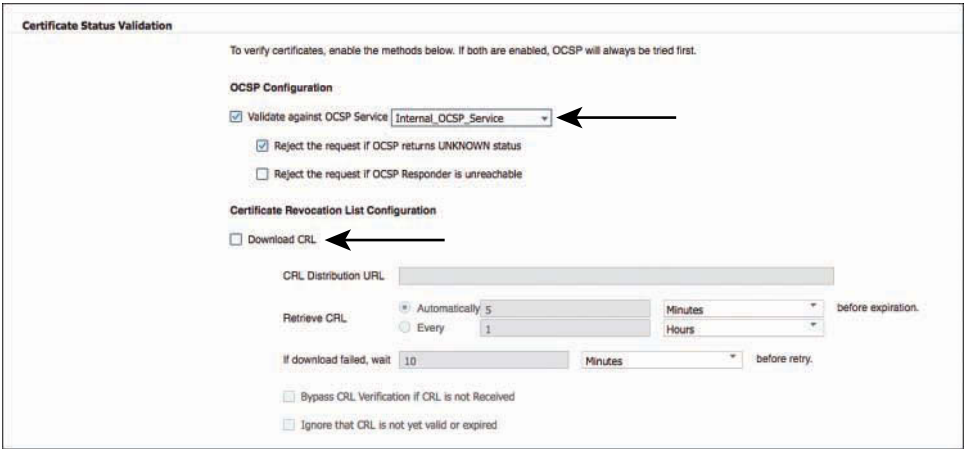 Certificate Status Validation
To verify certificates, enable the methods below. If both are enabled, OCSP will always be tried first.
OCSP Configuration
Validate against OCSP Service Internal_OCSP_Service
Reject the request if OCSP returns UNKNOWN status
Reject the request if OCSP Responder is unreachable
Certificate Revocation List Configuration
Download CRL
CRL Distribution URL
Retrieve CRL
Automatically 5 Minutes before expiration.
Every 1 Hours
If download failed, wait 10 Minutes before retry.
Bypass CRL Verification if CRL is not Received
Ignore that CRL is not yet valid or expired